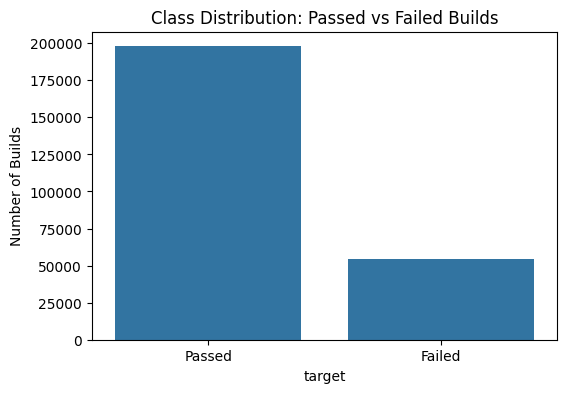 Class Distribution: Passed vs Failed Builds
200000
175000
150000
125000
100000
75000
50000
25000
0
Number of Builds
Passed Failed
target